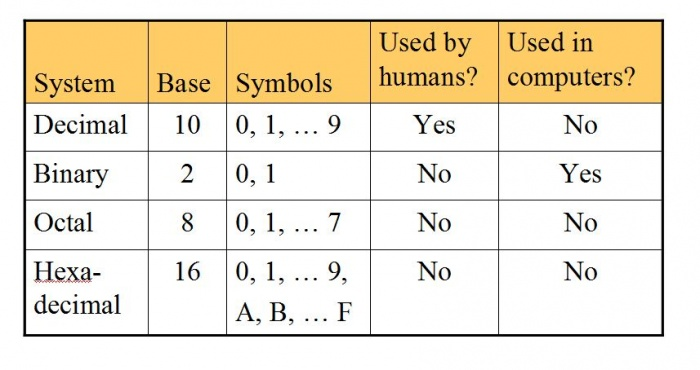 System Base Symbols Used by humans? Used in computers?
Decimal 10 0, 1, … 9 Yes No
Binary 2 0, 1 No Yes
Octal 8 0, 1, … 7 No No
Hexa-
decimal 16 0, 1, … 9,
A, B, … F No No